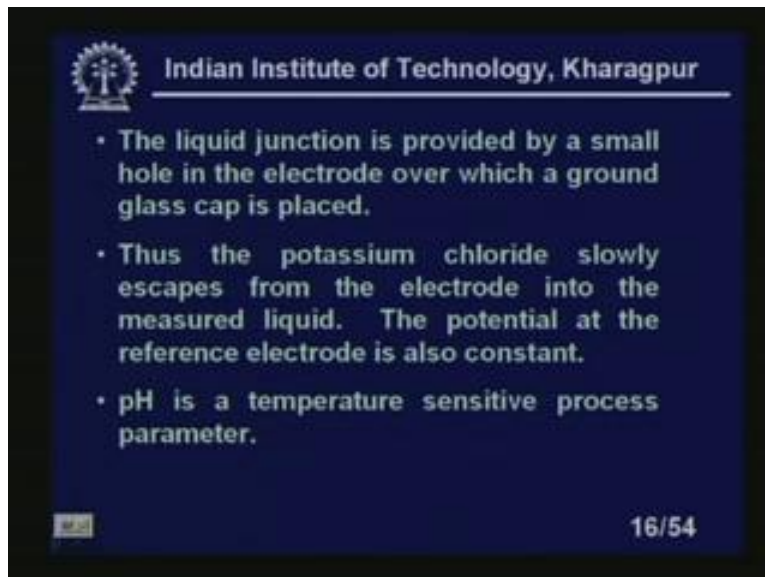 Indian Institute of Technology, Kharagpur
• The liquid junction is provided by a small
hole in the electrode over which a ground
glass cap is placed.
• Thus the potassium chloride slowly
escapes from the electrode into the
measured liquid. The potential at the
reference electrode is also constant.
• pH is a temperature sensitive process
parameter.
16/54